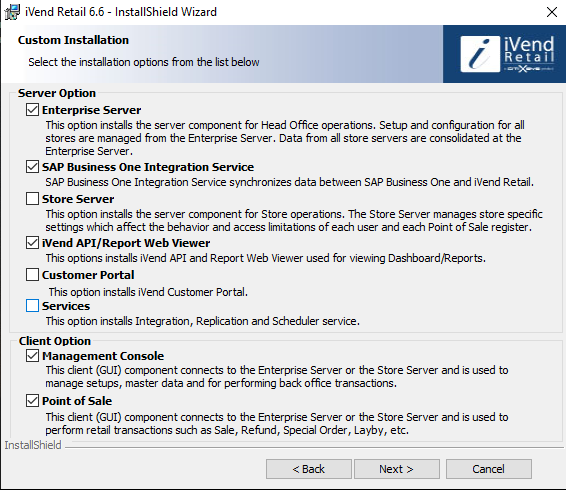 iVend Retail 6.6 - InstallShield Wizard
Custom Installation
Select the installation options from the list below
iVend
Retail
Server Option
Enterprise Server
This option installs the server component for Head Office operations. Setup and configuration for all
stores are managed from the Enterprise Server. Data from all store servers are consolidated at the
Enterprise Server.
SAP Business One Integration Service
SAP Business One Integration Service synchronizes data between SAP Business One and iVend Retail.
Store Server
This option installs the server component for Store operations. The Store Server manages store specific
settings which affect the behavior and access limitations of each user and each Point of Sale register.
iVend API/Report Web Viewer
This options installs iVend API and Report Web Viewer used for viewing Dashboard/Reports.
Customer Portal
This option installs iVend Customer Portal.
Services
This option installs Integration, Replication and Scheduler service.
Client Option
Management Console
This client (GUI) component connects to the Enterprise Server or the Store Server and is used to
manage setups, master data and for performing back office transactions.
Point of Sale
This client (GUI) component connects to the Enterprise Server or the Store Server and is used to
perform retail transactions such as Sale, Refund, Special Order, Layby, etc.
InstallShield
< Back
Next >
Cancel